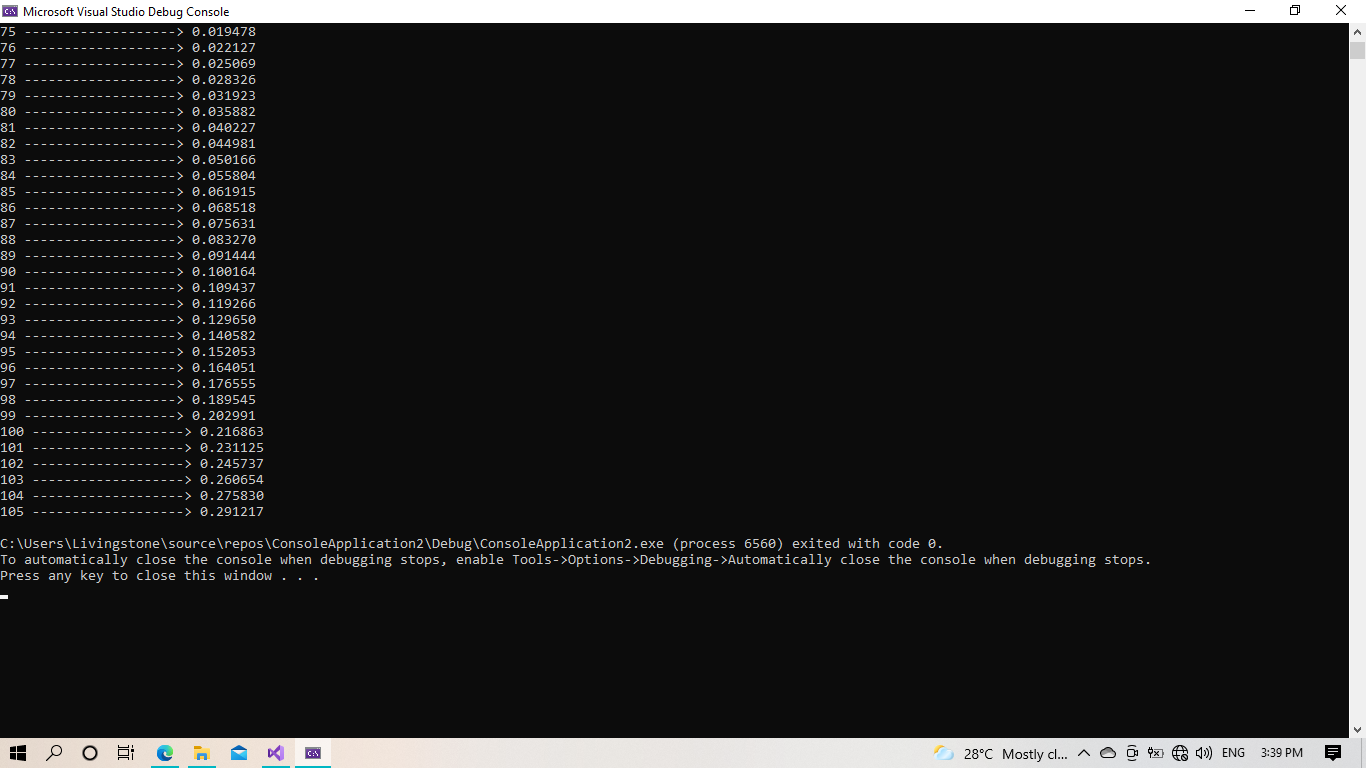 Microsoft Visual Studio Debug Console
75 -------------------> 0.019478
76 -------------------> 0.022127
77 -------------------> 0.025069
78 -------------------> 0.028326
79 -------------------> 0.031923
80 -------------------> 0.035882
81 -------------------> 0.040227
82 -------------------> 0.044981
83 -------------------> 0.050166
84 -------------------> 0.055804
85 -------------------> 0.061915
86 -------------------> 0.068518
87 -------------------> 0.075631
88 -------------------> 0.083270
89 -------------------> 0.091444
90 -------------------> 0.100164
91 -------------------> 0.109437
92 -------------------> 0.119266
93 -------------------> 0.129650
94 -------------------> 0.140582
95 -------------------> 0.152053
96 -------------------> 0.164051
97 -------------------> 0.176555
98 -------------------> 0.189545
99 -------------------> 0.202991
100 -------------------> 0.216863
101 -------------------> 0.231125
102 -------------------> 0.245737
103 -------------------> 0.260654
104 -------------------> 0.275830
105 -------------------> 0.291217
C:\Users\Livingstone\source\repos\ConsoleApplication2\Debug\ConsoleApplication2.exe (process 6560) exited with code 0.
To automatically close the console when debugging stops, enable Tools->Options->Debugging->Automatically close the console when debugging stops.
Press any key to close this window . . .
28°C Mostly cl... ENG 3:39 PM